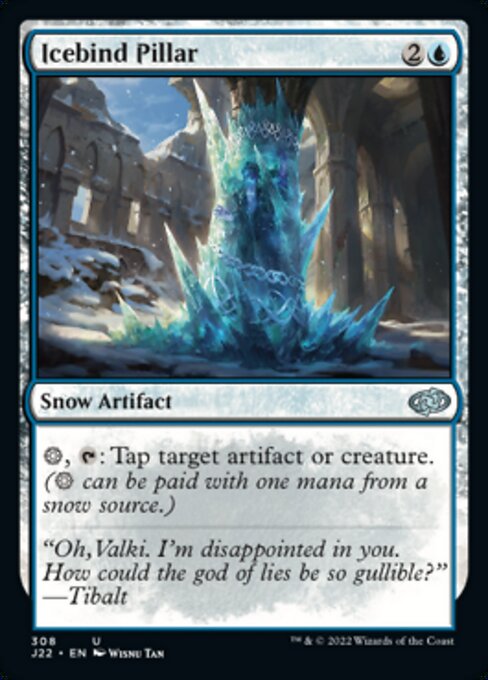 Icebind Pillar 2
Snow Artifact
, : Tap target artifact or creature.
( can be paid with one mana from a
snow source.)
“Oh, Valki. I’m disappointed in you.
How could the god of lies be so gullible?”
—Tibalt
308 U
J22 • EN Wisnu Tan
™ & © 2022 Wizards of the Coast